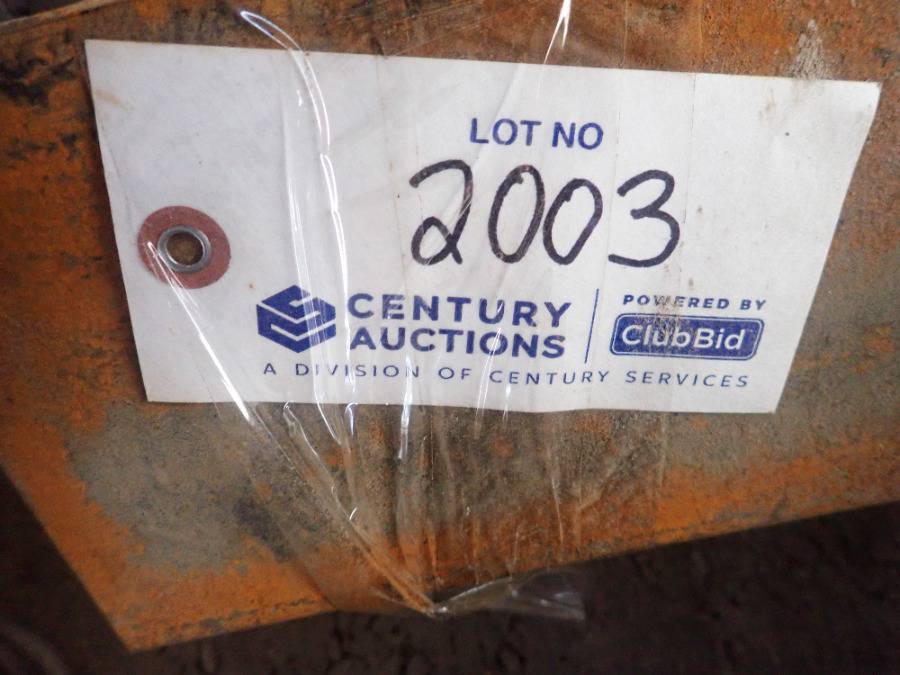 LOT NO
2003
CENTURY AUCTIONS
POWERED BY
ClubBid
A DIVISION OF CENTURY SERVICES